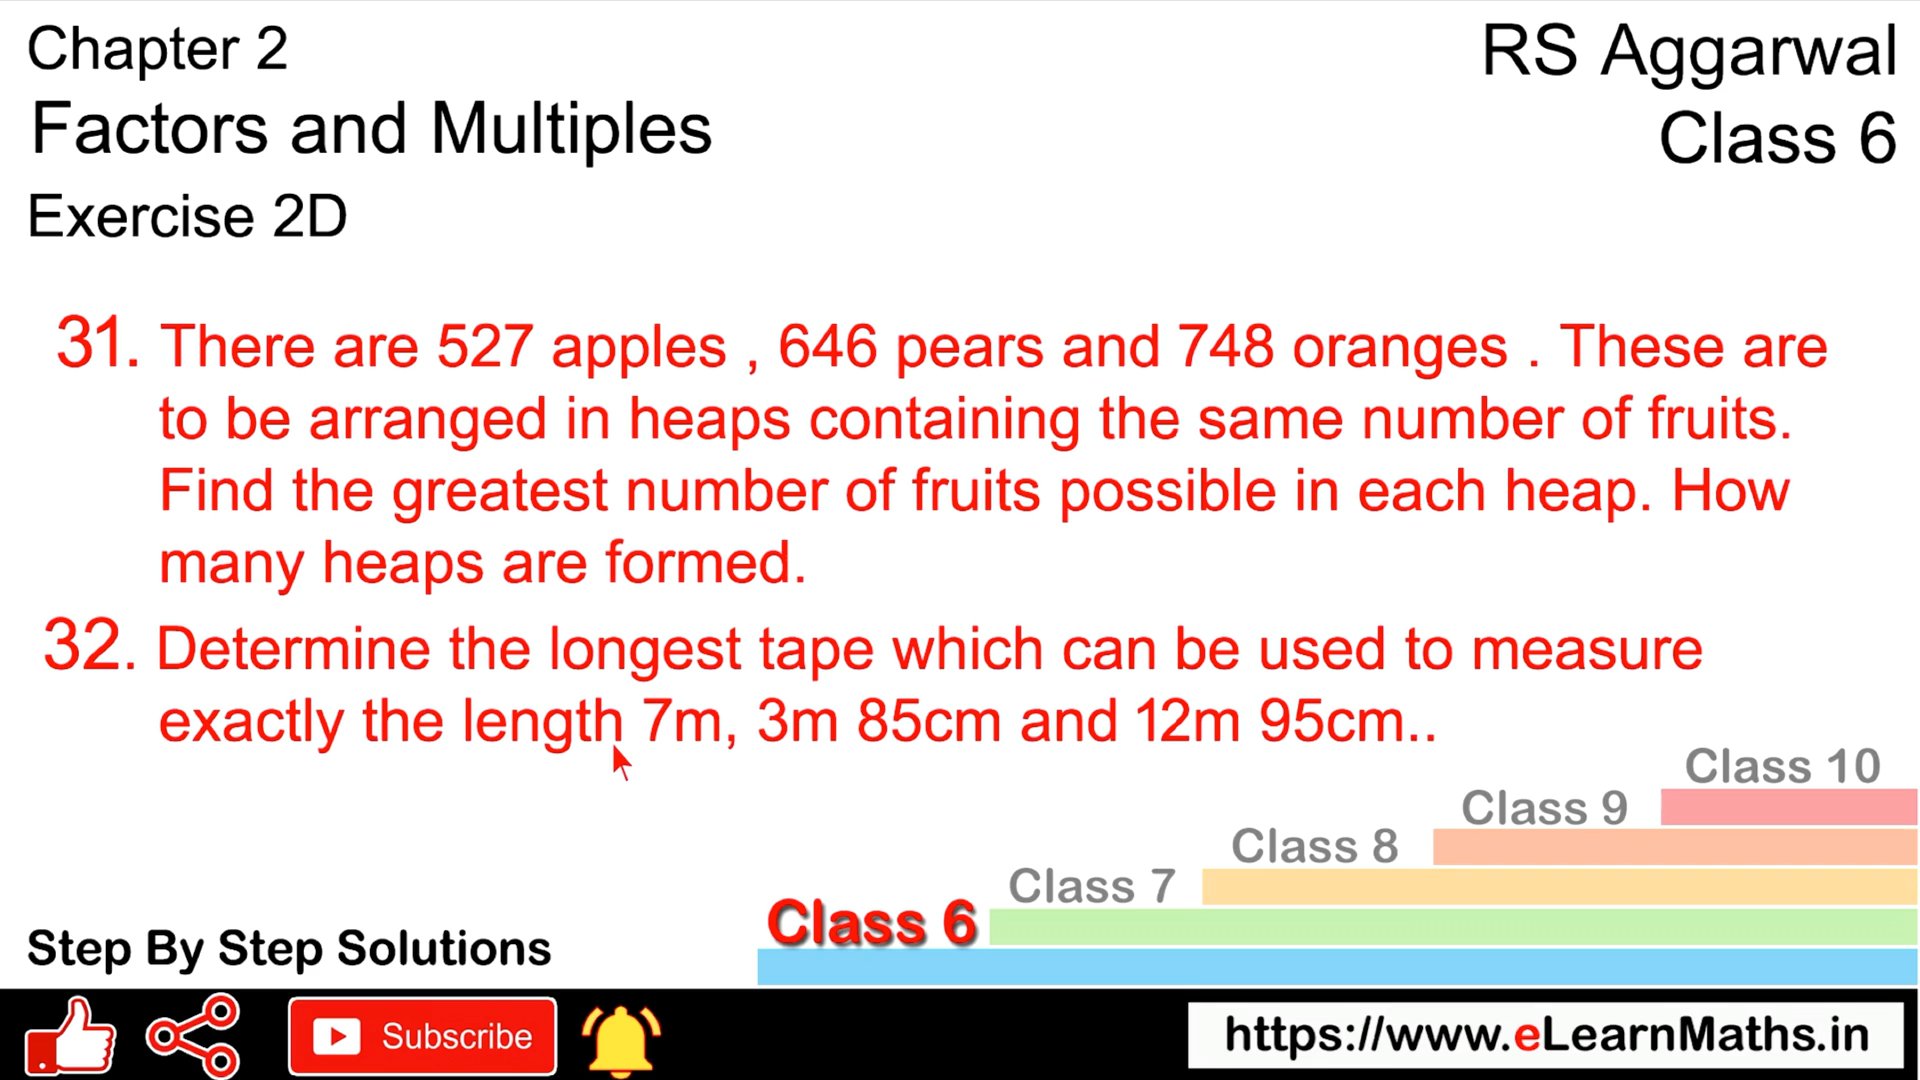 Chapter 2
RS Aggarwal
Factors and Multiples
Class 6
Exercise 2D
31. There are 527 apples , 646 pears and 748 oranges . These are
to be arranged in heaps containing the same number of fruits.
Find the greatest number of fruits possible in each heap. How
many heaps are formed.
32. Determine the longest tape which can be used to measure
exactly the length 7m, 3m 85cm and 12m 95cm..
Class 10
Class 9
Class 8
Class 7
Class 6
Step By Step Solutions
Subscribe
https://www.eLearnMaths.in